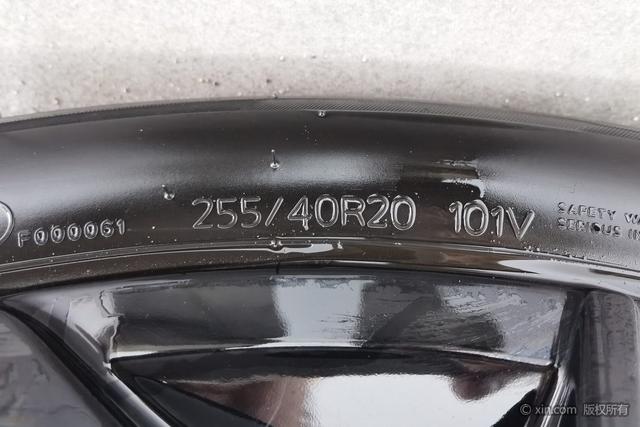 F000061 255/40R20 101V
SAFETY W
SERIOUS IN
© xin.com 版权所有